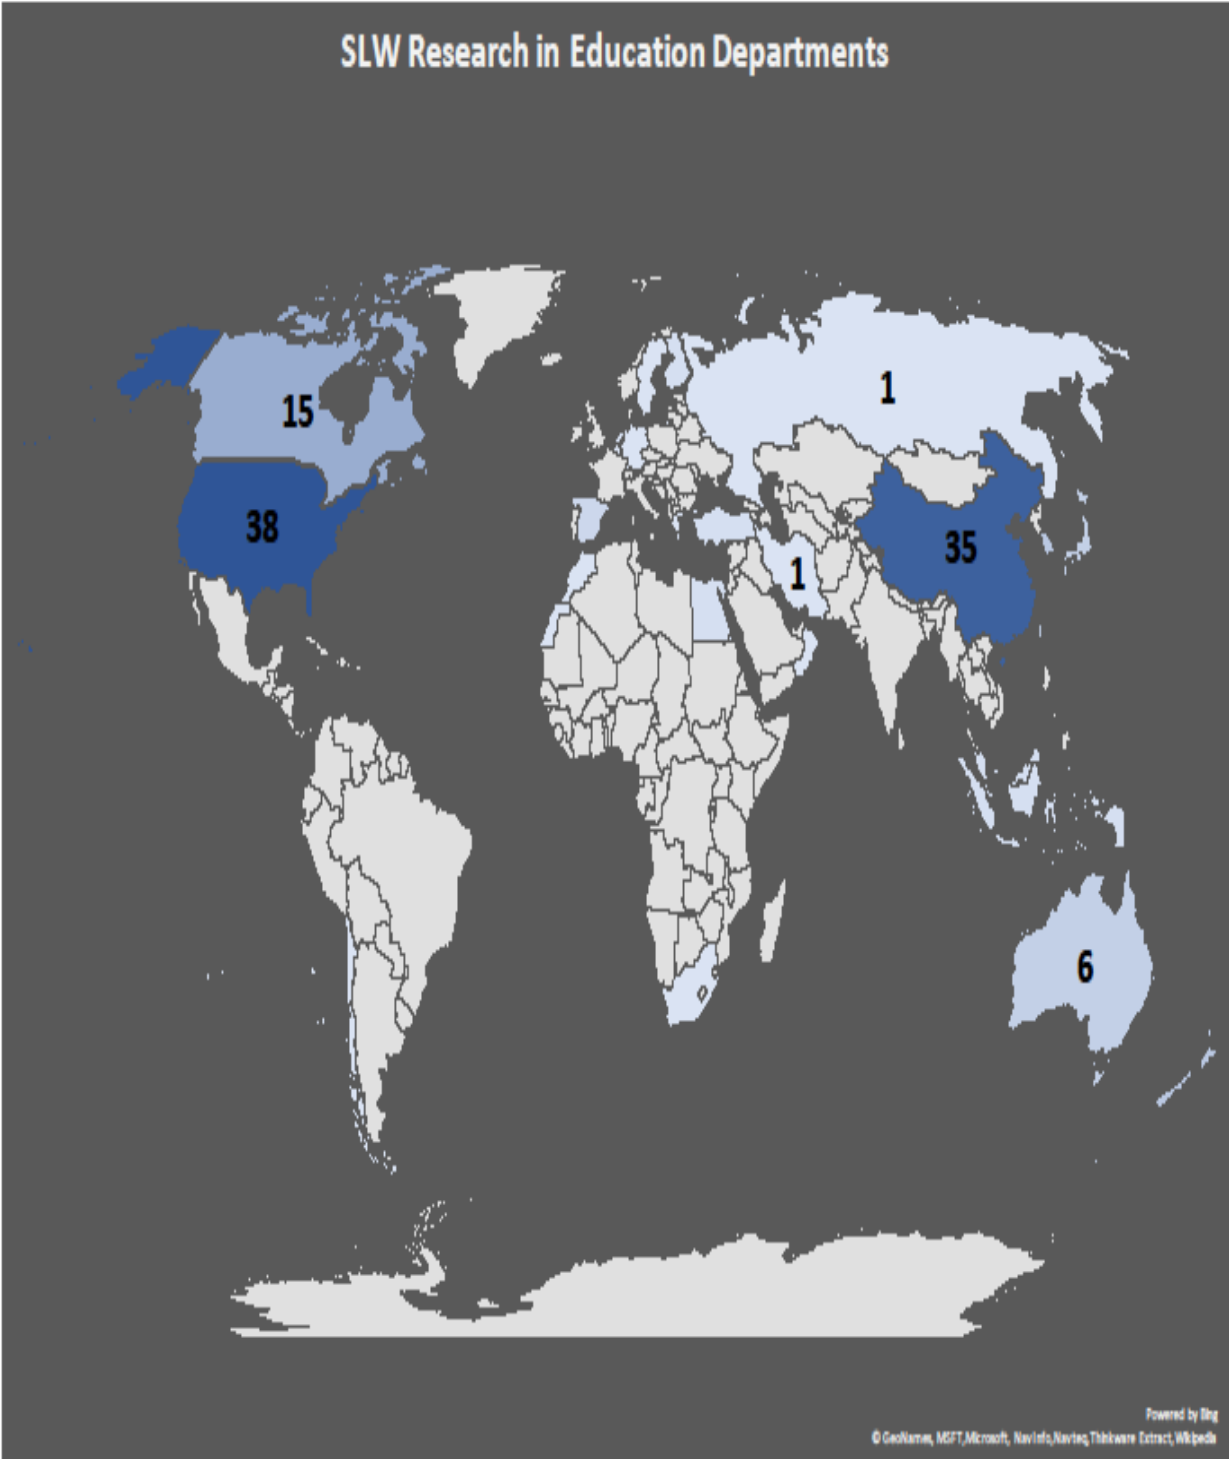 SLW Research in Education Departments
1
15
38
35
1
6
Powered by Bing
© GeoNames, MSFT,Microsoft, NavInfo,Navteq,Thinkware Extract,Wikipedia